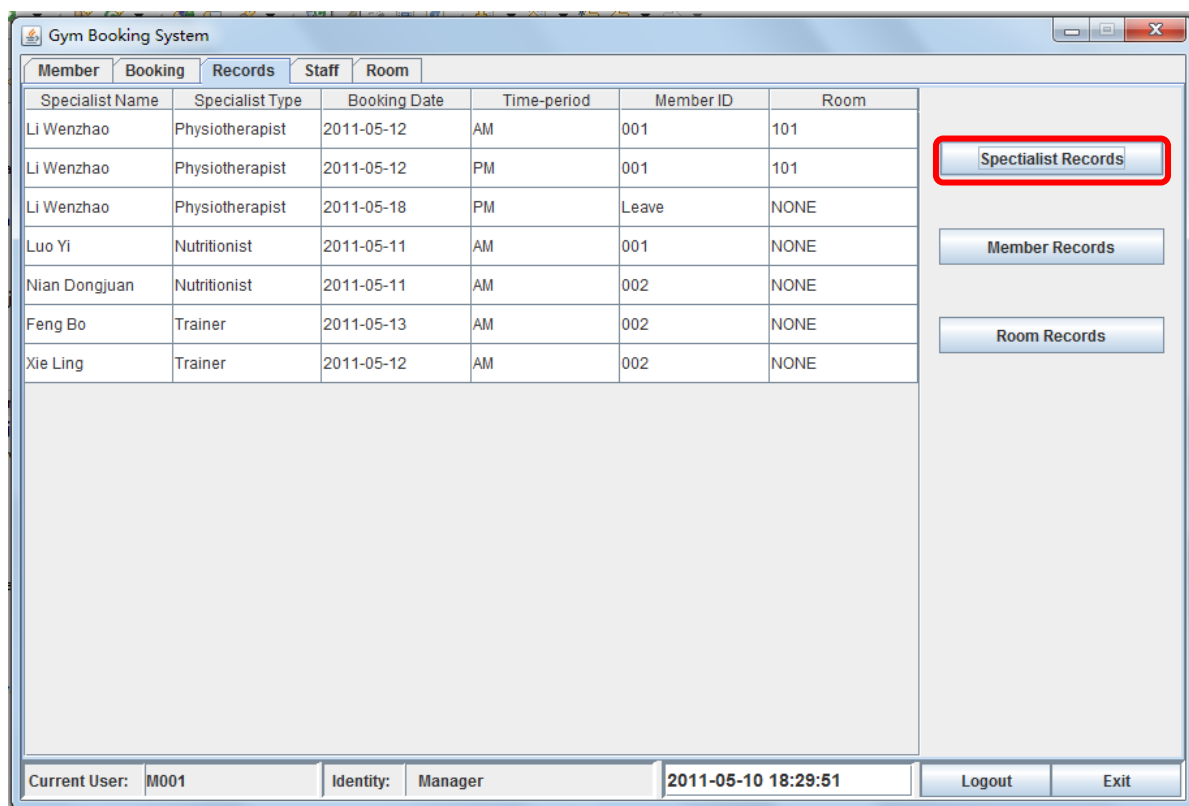 Gym Booking System
Member Booking Records Staff Room
Specialist Name Specialist Type Booking Date Time-period Member ID Room
Li Wenzhao Physiotherapist 2011-05-12 AM 001 101
Li Wenzhao Physiotherapist 2011-05-12 PM 001 101
Li Wenzhao Physiotherapist 2011-05-18 PM Leave NONE
Luo Yi Nutritionist 2011-05-11 AM 001 NONE
Nian Dongjuan Nutritionist 2011-05-11 AM 002 NONE
Feng Bo Trainer 2011-05-13 AM 002 NONE
Xie Ling Trainer 2011-05-12 AM 002 NONE
Spectialist Records
Member Records
Room Records
Current User: M001 Identity: Manager 2011-05-10 18:29:51 Logout Exit